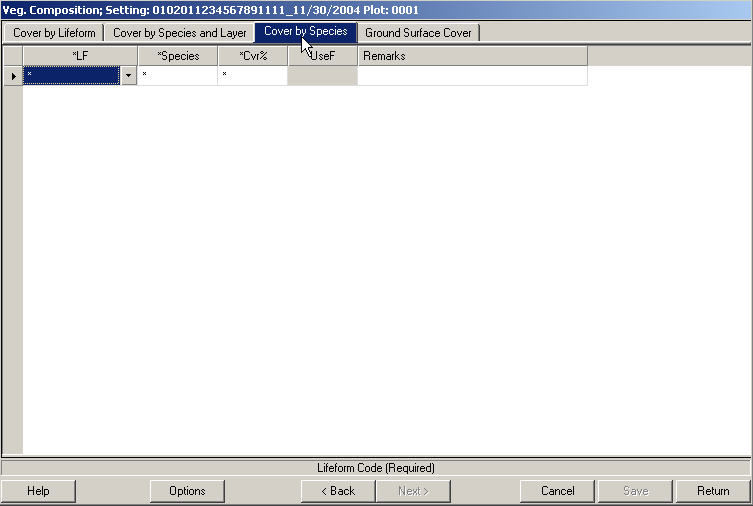 Veg. Composition; Setting: 0102011234567891111_11/30/2004 Plot: 0001
Cover by Lifeform Cover by Species and Layer Cover by Species Ground Surface Cover
*LF *Species *Cvr% *UseF Remarks
* * *
Lifeform Code (Required)
Help Options < Back Next > Cancel Save Return